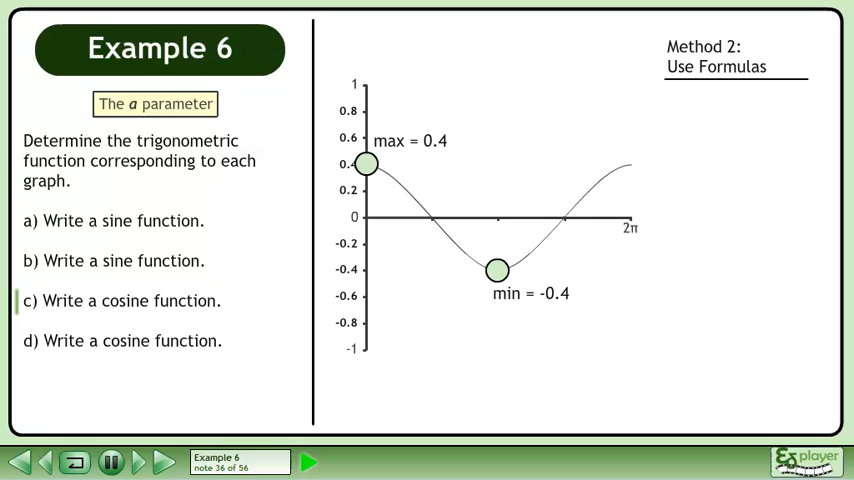 Example 6
The a parameter
Determine the trigonometric
function corresponding to each
graph.
a) Write a sine function.
b) Write a sine function.
c) Write a cosine function.
d) Write a cosine function.
Method 2:
Use Formulas
1
0.8
0.6
max = 0.4
0.4
0.2
0
2π
-0.2
-0.4
min = -0.4
-0.6
-0.8
-1
Example 6
note 36 of 56
player